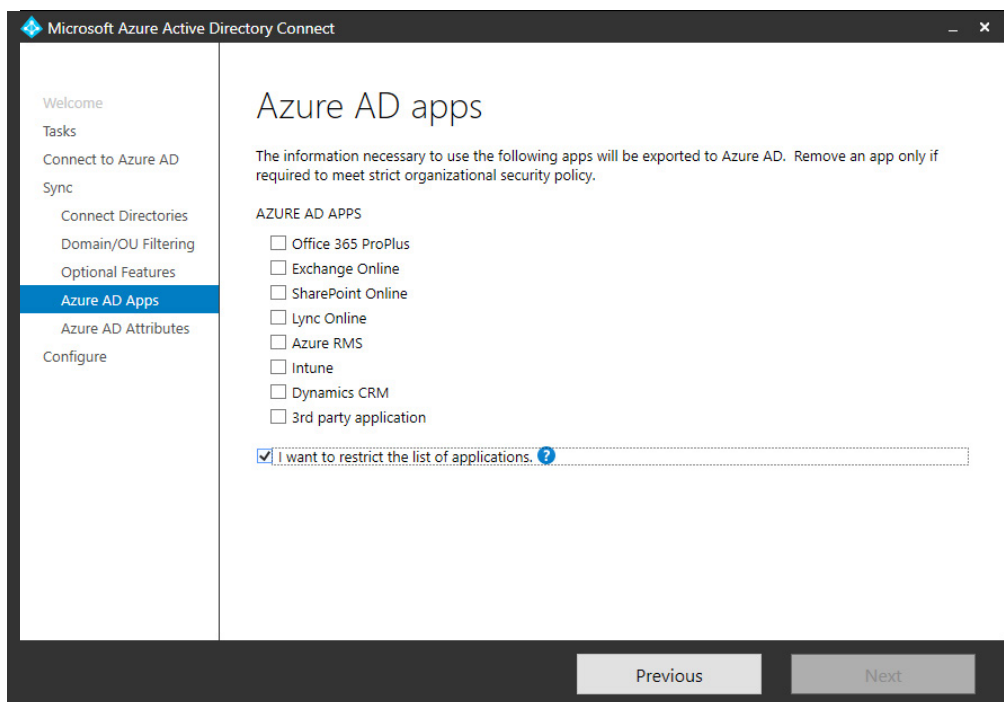 Microsoft Azure Active Directory Connect
Welcome
Tasks
Connect to Azure AD
Sync
Connect Directories
Domain/OU Filtering
Optional Features
Azure AD Apps
Azure AD Attributes
Configure
Azure AD apps
The information necessary to use the following apps will be exported to Azure AD. Remove an app only if
required to meet strict organizational security policy.
AZURE AD APPS
Office 365 ProPlus
Exchange Online
SharePoint Online
Lync Online
Azure RMS
Intune
Dynamics CRM
3rd party application
I want to restrict the list of applications. ?
Previous
Next